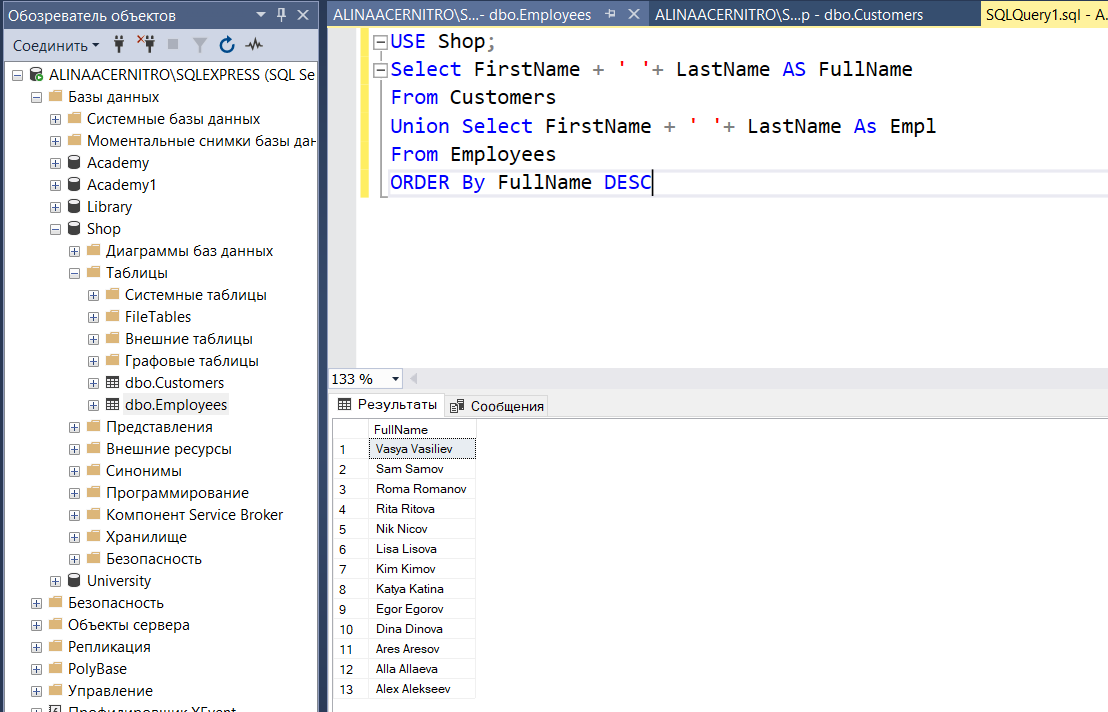 Обозреватель объектов
Соединить
ALINAACERNITRO\SQLEXPRESS (SQL Se
Базы данных
Системные базы данных
Моментальные снимки базы дан
Academy
Academy1
Library
Shop
Диаграммы баз данных
Таблицы
Системные таблицы
FileTables
Внешние таблицы
Графовые таблицы
dbo.Customers
dbo.Employees
Представления
Внешние ресурсы
Синонимы
Программирование
Компонент Service Broker
Хранилище
Безопасность
University
Безопасность
Объекты сервера
Репликация
PolyBase
Управление
Профилировщик XEvent
ALINAACERNITRO\S...- dbo.Employees
ALINAACERNITRO\S...p - dbo.Customers
SQLQuery1.sql - A.
USE Shop;
Select FirstName + ' '+ LastName AS FullName
From Customers
Union Select FirstName + ' '+ LastName As Empl
From Employees
ORDER By FullName DESC
133 %
Результаты
Сообщения
FullName
1 Vasya Vasiliev
2 Sam Samov
3 Roma Romanov
4 Rita Ritova
5 Nik Nicov
6 Lisa Lisova
7 Kim Kimov
8 Katya Katina
9 Egor Egorov
10 Dina Dinova
11 Ares Aresov
12 Alla Allaeva
13 Alex Alekseev